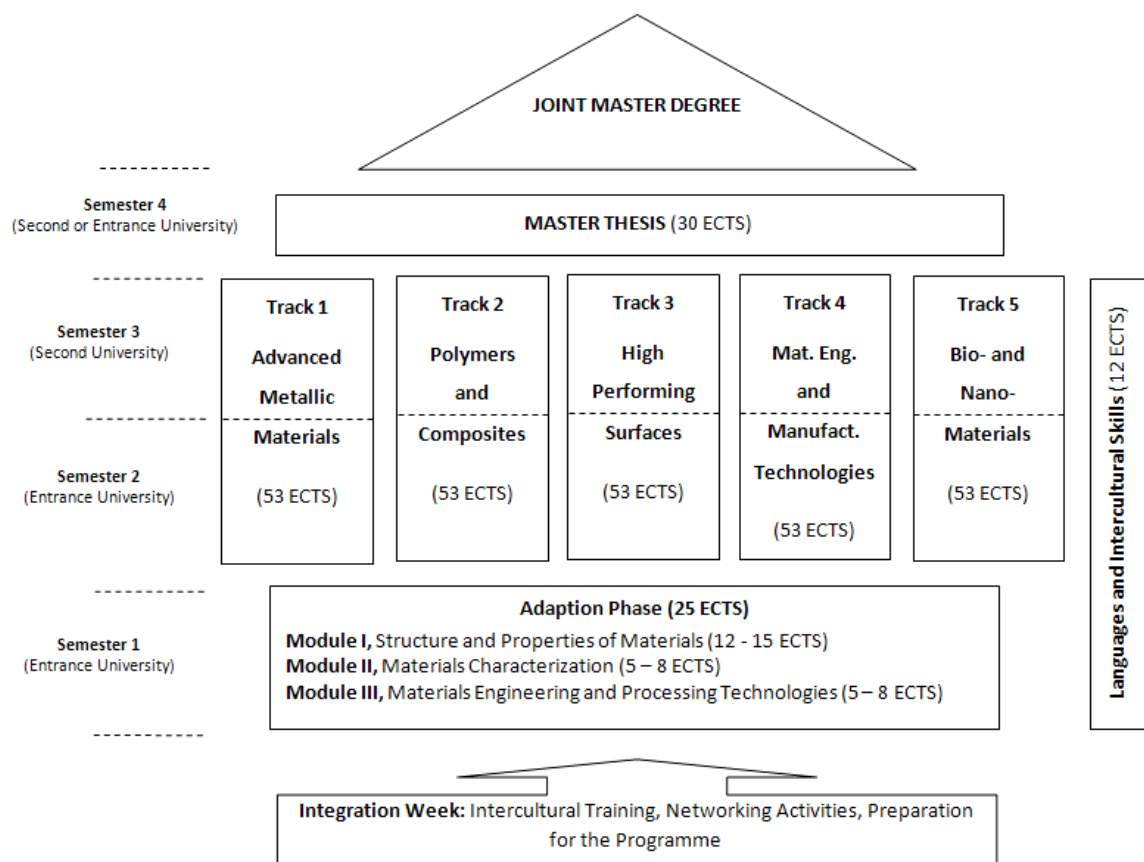 JOINT MASTER DEGREE
Semester 4
(Second or Entrance University)
MASTER THESIS (30 ECTS)
Semester 3
(Second University)
Semester 2
(Entrance University)
Track 1
Advanced
Metallic
Materials
(53 ECTS)
Track 2
Polymers
and
Composites
(53 ECTS)
Track 3
High
Performing
Surfaces
(53 ECTS)
Track 4
Mat. Eng.
and
Manufact.
Technologies
(53 ECTS)
Track 5
Bio- and
Nano-
Materials
(53 ECTS)
Languages and Intercultural Skills (12 ECTS)
Semester 1
(Entrance University)
Adaption Phase (25 ECTS)
Module I, Structure and Properties of Materials (12 - 15 ECTS)
Module II, Materials Characterization (5 – 8 ECTS)
Module III, Materials Engineering and Processing Technologies (5 – 8 ECTS)
Integration Week: Intercultural Training, Networking Activities, Preparation
for the Programme